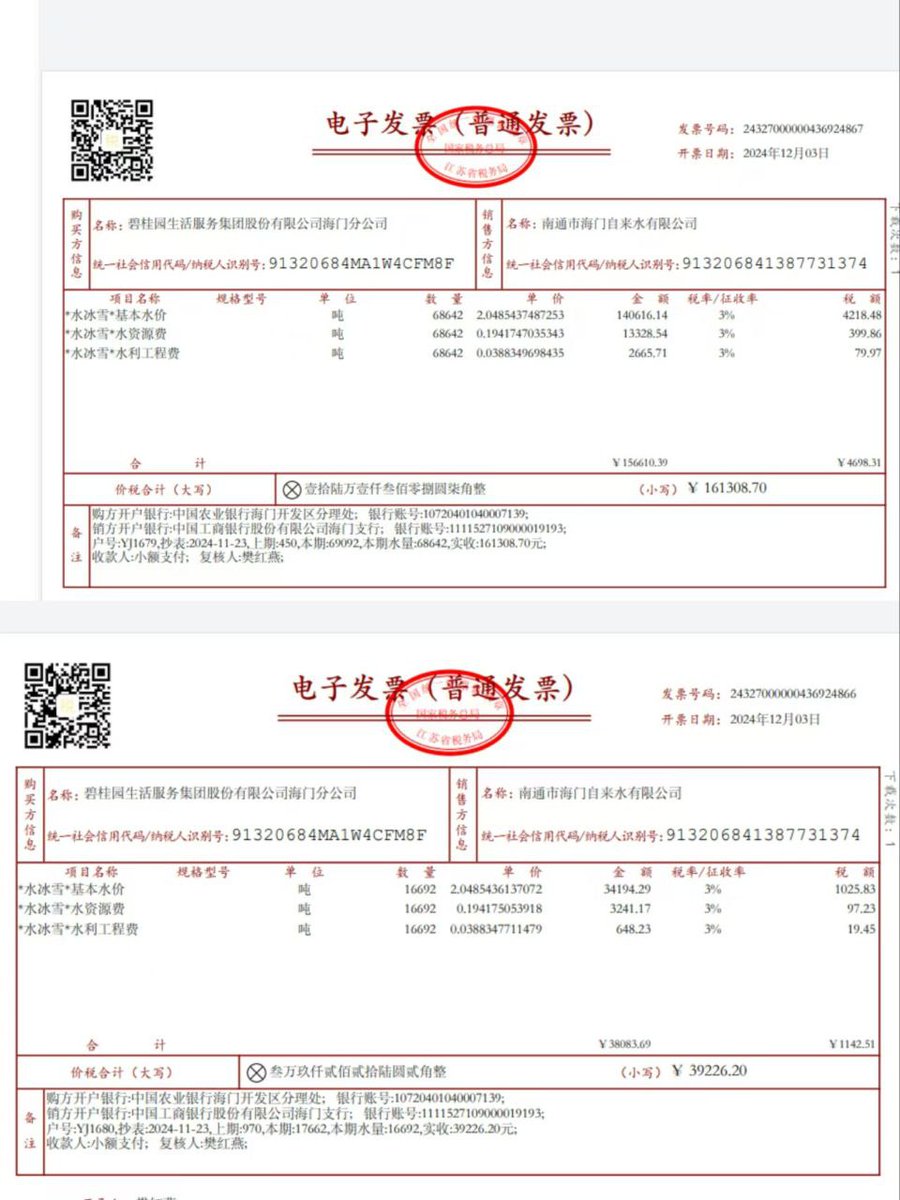 电子发票（普通发票）
国家税务总局
江苏省税务局
发票号码：24327000000436924867
开票日期：2024年12月03日
购买方信息
名称：碧桂园生活服务集团股份有限公司海门分公司
统一社会信用代码/纳税人识别号：91320684MA1W4CFM8F
销售方信息
名称：南通市海门自来水有限公司
统一社会信用代码/纳税人识别号：913206841387731374
下载次数：1
项目名称 规格型号 单位 数量 单价 金额 税率/征收率 税额
*水冰雪*基本水价 吨 68642 2.0485437487253 140616.14 3% 4218.48
*水冰雪*水资源费 吨 68642 0.1941747035343 13328.54 3% 399.86
*水冰雪*水利工程费 吨 68642 0.0388349698435 2665.71 3% 79.97
合计 ¥156610.39 ¥4698.31
价税合计（大写） 壹拾陆万壹仟叁佰零捌圆柒角整 （小写）¥ 161308.70
备注
购方开户银行:中国农业银行海门开发区分理处; 银行账号:10720401040007139;
销方开户银行:中国工商银行股份有限公司海门支行; 银行账号:1111527109000019193;
户号:YJ1679,抄表:2024-11-23,上期:450,本期:69092,本期水量:68642,实收:161308.70元;
收款人:小额支付; 复核人:樊红燕;
电子发票（普通发票）
国家税务总局
江苏省税务局
发票号码：24327000000436924866
开票日期：2024年12月03日
购买方信息
名称：碧桂园生活服务集团股份有限公司海门分公司
统一社会信用代码/纳税人识别号：91320684MA1W4CFM8F
销售方信息
名称：南通市海门自来水有限公司
统一社会信用代码/纳税人识别号：913206841387731374
下载次数：1
项目名称 规格型号 单位 数量 单价 金额 税率/征收率 税额
*水冰雪*基本水价 吨 16692 2.0485436137072 34194.29 3% 1025.83
*水冰雪*水资源费 吨 16692 0.194175053918 3241.17 3% 97.23
*水冰雪*水利工程费 吨 16692 0.0388347711479 648.23 3% 19.45
合计 ¥38083.69 ¥1142.51
价税合计（大写） 叁万玖仟贰佰贰拾陆圆贰角整 （小写）¥ 39226.20
备注
购方开户银行:中国农业银行海门开发区分理处; 银行账号:10720401040007139;
销方开户银行:中国工商银行股份有限公司海门支行; 银行账号:1111527109000019193;
户号:YJ1680,抄表:2024-11-23,上期:970,本期:17662,本期水量:16692,实收:39226.20元;
收款人:小额支付; 复核人:樊红燕;